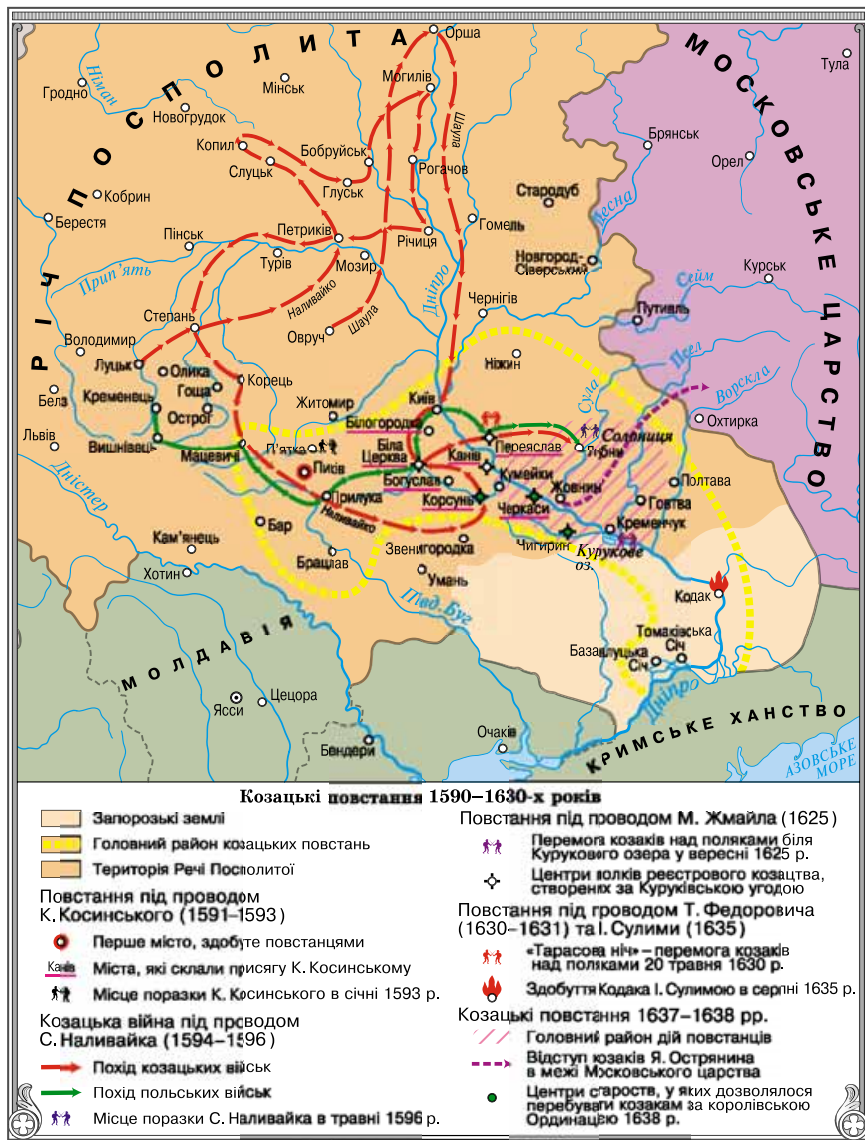 РІЧ ПОСПОЛИТА
МОСКОВСЬКЕ ЦАРСТВО
Орша
Тула
Могилів
Гродно
Німан
Мінськ
Новогрудок
Шаула
Брянськ
Копил
Бобруйськ
Слуцьк
Рогачов
Орел
Глуськ
Кобрин
Стародуб
Десна
Берестя
Петриків
Річиця
Гомель
Пінськ
Турів
Мозир
Новгород-
Сіверський
Прип'ять
Дніпро
Сейм
Курськ
Наливайко
Шаула
Чернігів
Степань
Овруч
Путивль
Володимир
Псел
Ніжин
Луцьк
Олика
Корець
Сула
Ворскла
Гоща
Белз
Кременець
Острог
Житомир
Київ
Білогородка
Охтирка
Львів
Вишнівець
Мацевичі
П'ятка
Біла
Церква
Переяслав
Солониця
Лубни
Канів
Пиків
Богуслав
Кумейки
Полтава
Дністер
Прилука
Корсунь
Жовнин
Говтва
Наливайко
Черкаси
Бар
Кременчук
Кам'янець
Звенигородка
Чигирин
Курукове
оз.
Брацлав
Хотин
Умань
Півд. Буг
Кодак
МОЛДАВІЯ
Томаківська
Січ
Базавлуцька
Січ
Дніпро
Ясси
Цецора
Бендери
Очаків
КРИМСЬКЕ ХАНСТВО
АЗОВСЬКЕ
МОРЕ
Козацькі повстання 1590–1630-х років
Запорозькі землі
Головний район козацьких повстань
Територія Речі Посполитої
Повстання під проводом
К. Косинського (1591–1593)
Перше місто, здобуте повстанцями
Канів
Міста, які склали присягу К. Косинському
Місце поразки К. Косинського в січні 1593 р.
Козацька війна під проводом
С. Наливайка (1594–1596)
Похід козацьких військ
Похід польських військ
Місце поразки С. Наливайка в травні 1596 р.
Повстання під проводом М. Жмайла (1625)
Перемога козаків над поляками біля
Курукового озера у вересні 1625 р.
Центри полків реєстрового козацтва,
створених за Куруківською угодою
Повстання під проводом Т. Федоровича
(1630–1631) та І. Сулими (1635)
«Тарасова ніч» – перемога козаків
над поляками 20 травня 1630 р.
Здобуття Кодака І. Сулимою в серпні 1635 р.
Козацькі повстання 1637–1638 рр.
Головний район дій повстанців
Відступ козаків Я. Острянина
в межі Московського царства
Центри староств, у яких дозволялося
перебувати козакам за королівською
Ординацією 1638 р.